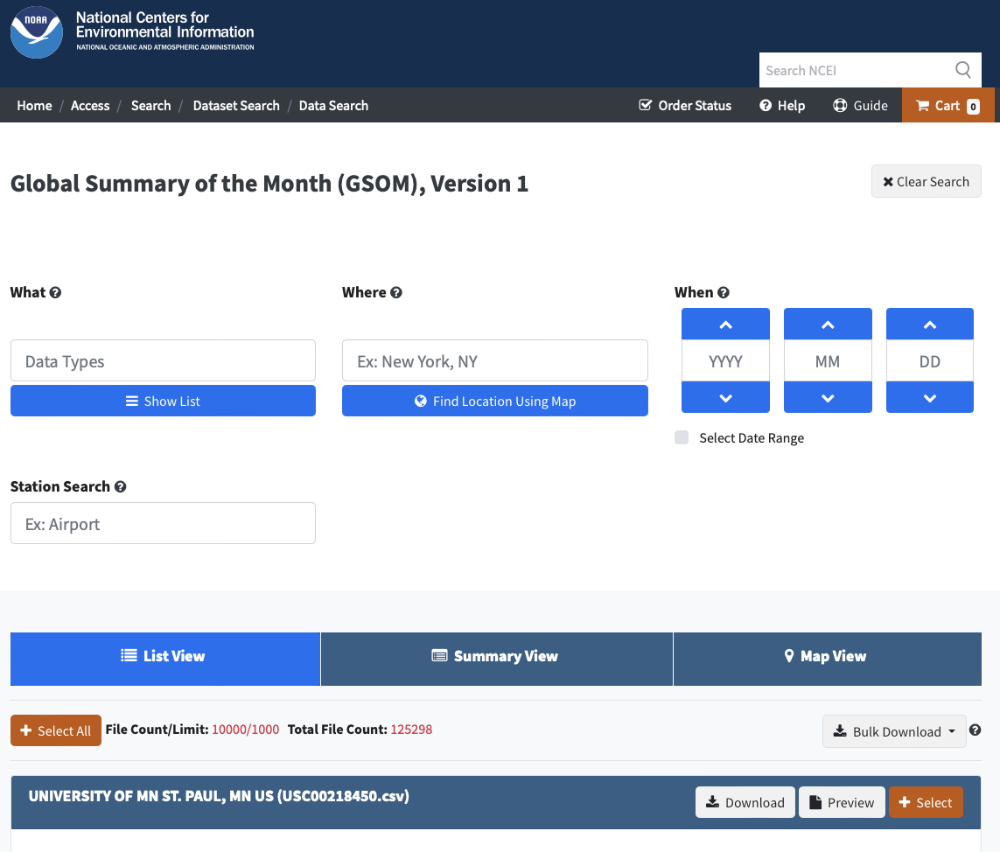 NOAA
National Centers for
Environmental Information
NATIONAL OCEANIC AND ATMOSPHERIC ADMINISTRATION
Search NCEI
Home / Access / Search / Dataset Search / Data Search
Order Status
Help
Guide
Cart 0
Global Summary of the Month (GSOM), Version 1
Clear Search
What
Data Types
Show List
Where
Ex: New York, NY
Find Location Using Map
When
YYYY
MM
DD
Select Date Range
Station Search
Ex: Airport
List View
Summary View
Map View
Select All
File Count/Limit: 10000/1000 Total File Count: 125298
Bulk Download
UNIVERSITY OF MN ST. PAUL, MN US (USC00218450.csv)
Download
Preview
Select